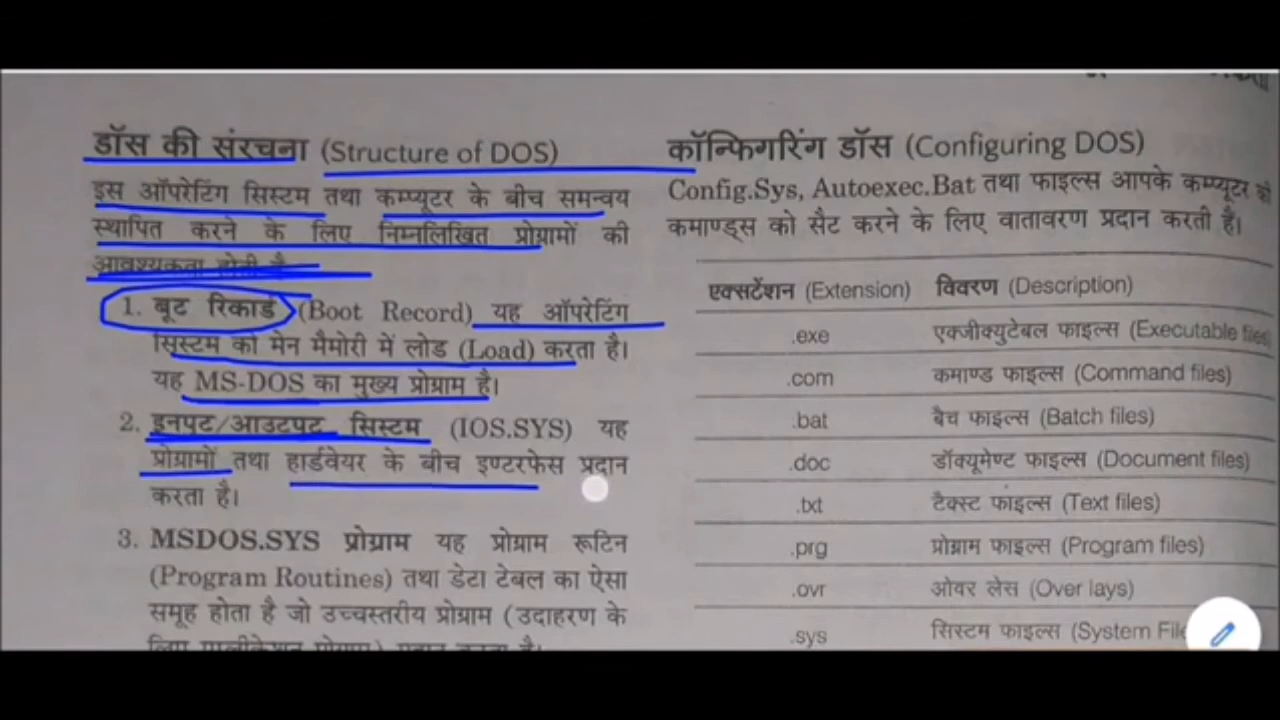 डॉस की संरचना (Structure of DOS)
इस ऑपरेटिंग सिस्टम तथा कम्प्यूटर के बीच समन्वय
स्थापित करने के लिए निम्नलिखित प्रोग्रामों की
आवश्यकता होती है
1. बूट रिकार्ड (Boot Record) यह ऑपरेटिंग
सिस्टम को मेन मैमोरी में लोड (Load) करता है।
यह MS-DOS का मुख्य प्रोग्राम है।
2. इनपुट/आउटपुट सिस्टम (IOS.SYS) यह
प्रोग्रामों तथा हार्डवेयर के बीच इण्टरफेस प्रदान
करता है।
3. MSDOS.SYS प्रोग्राम यह प्रोग्राम रूटिन
(Program Routines) तथा डेटा टेबल का ऐसा
समूह होता है जो उच्चस्तरीय प्रोग्राम (उदाहरण के
कॉन्फिगरिंग डॉस (Configuring DOS)
Config.Sys, Autoexec.Bat तथा फाइल्स आपके कम्प्यूटर को
कमाण्ड्स को सैट करने के लिए वातावरण प्रदान करती हैं।
एक्सटेंशन (Extension) विवरण (Description)
.exe एक्जीक्युटेबल फाइल्स (Executable files)
.com कमाण्ड फाइल्स (Command files)
.bat बैच फाइल्स (Batch files)
.doc डॉक्यूमेण्ट फाइल्स (Document files)
.txt टैक्स्ट फाइल्स (Text files)
.prg प्रोग्राम फाइल्स (Program files)
.ovr ओवर लेस (Over lays)
.sys सिस्टम फाइल्स (System File